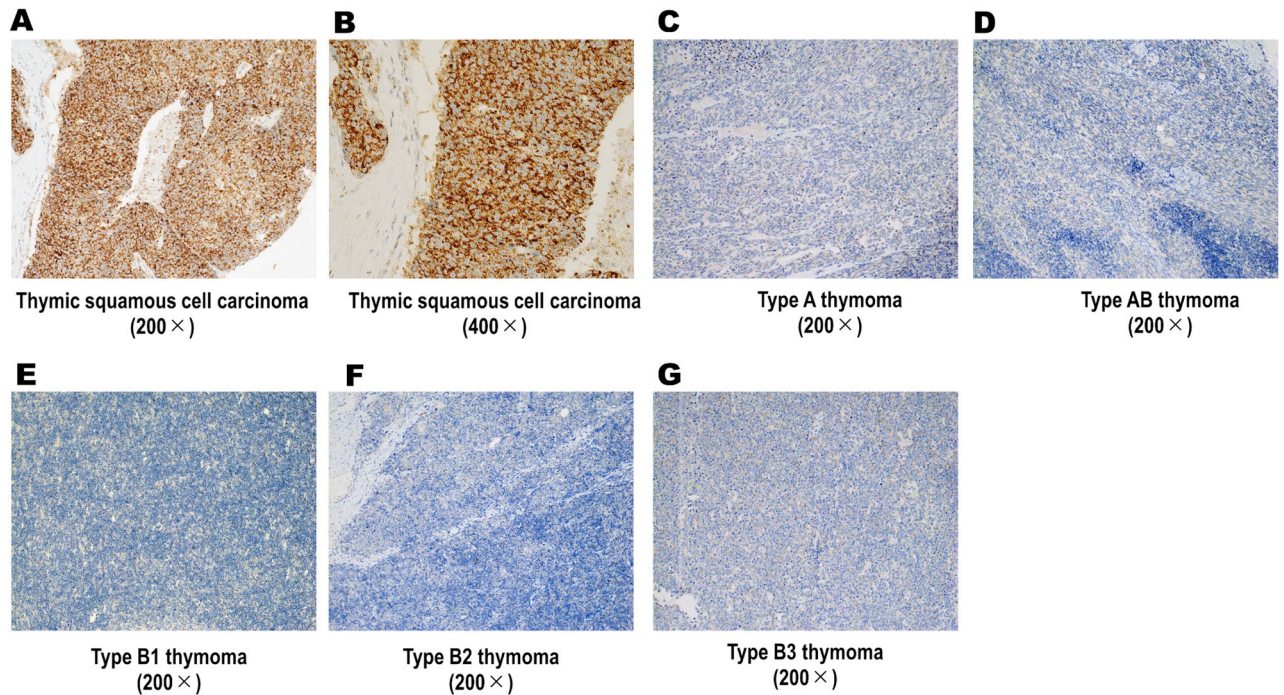 A
B
C
D
Thymic squamous cell carcinoma
(200×)
Thymic squamous cell carcinoma
(400×)
Type A thymoma
(200×)
Type AB thymoma
(200×)
E
F
G
Type B1 thymoma
(200×)
Type B2 thymoma
(200×)
Type B3 thymoma
(200×)